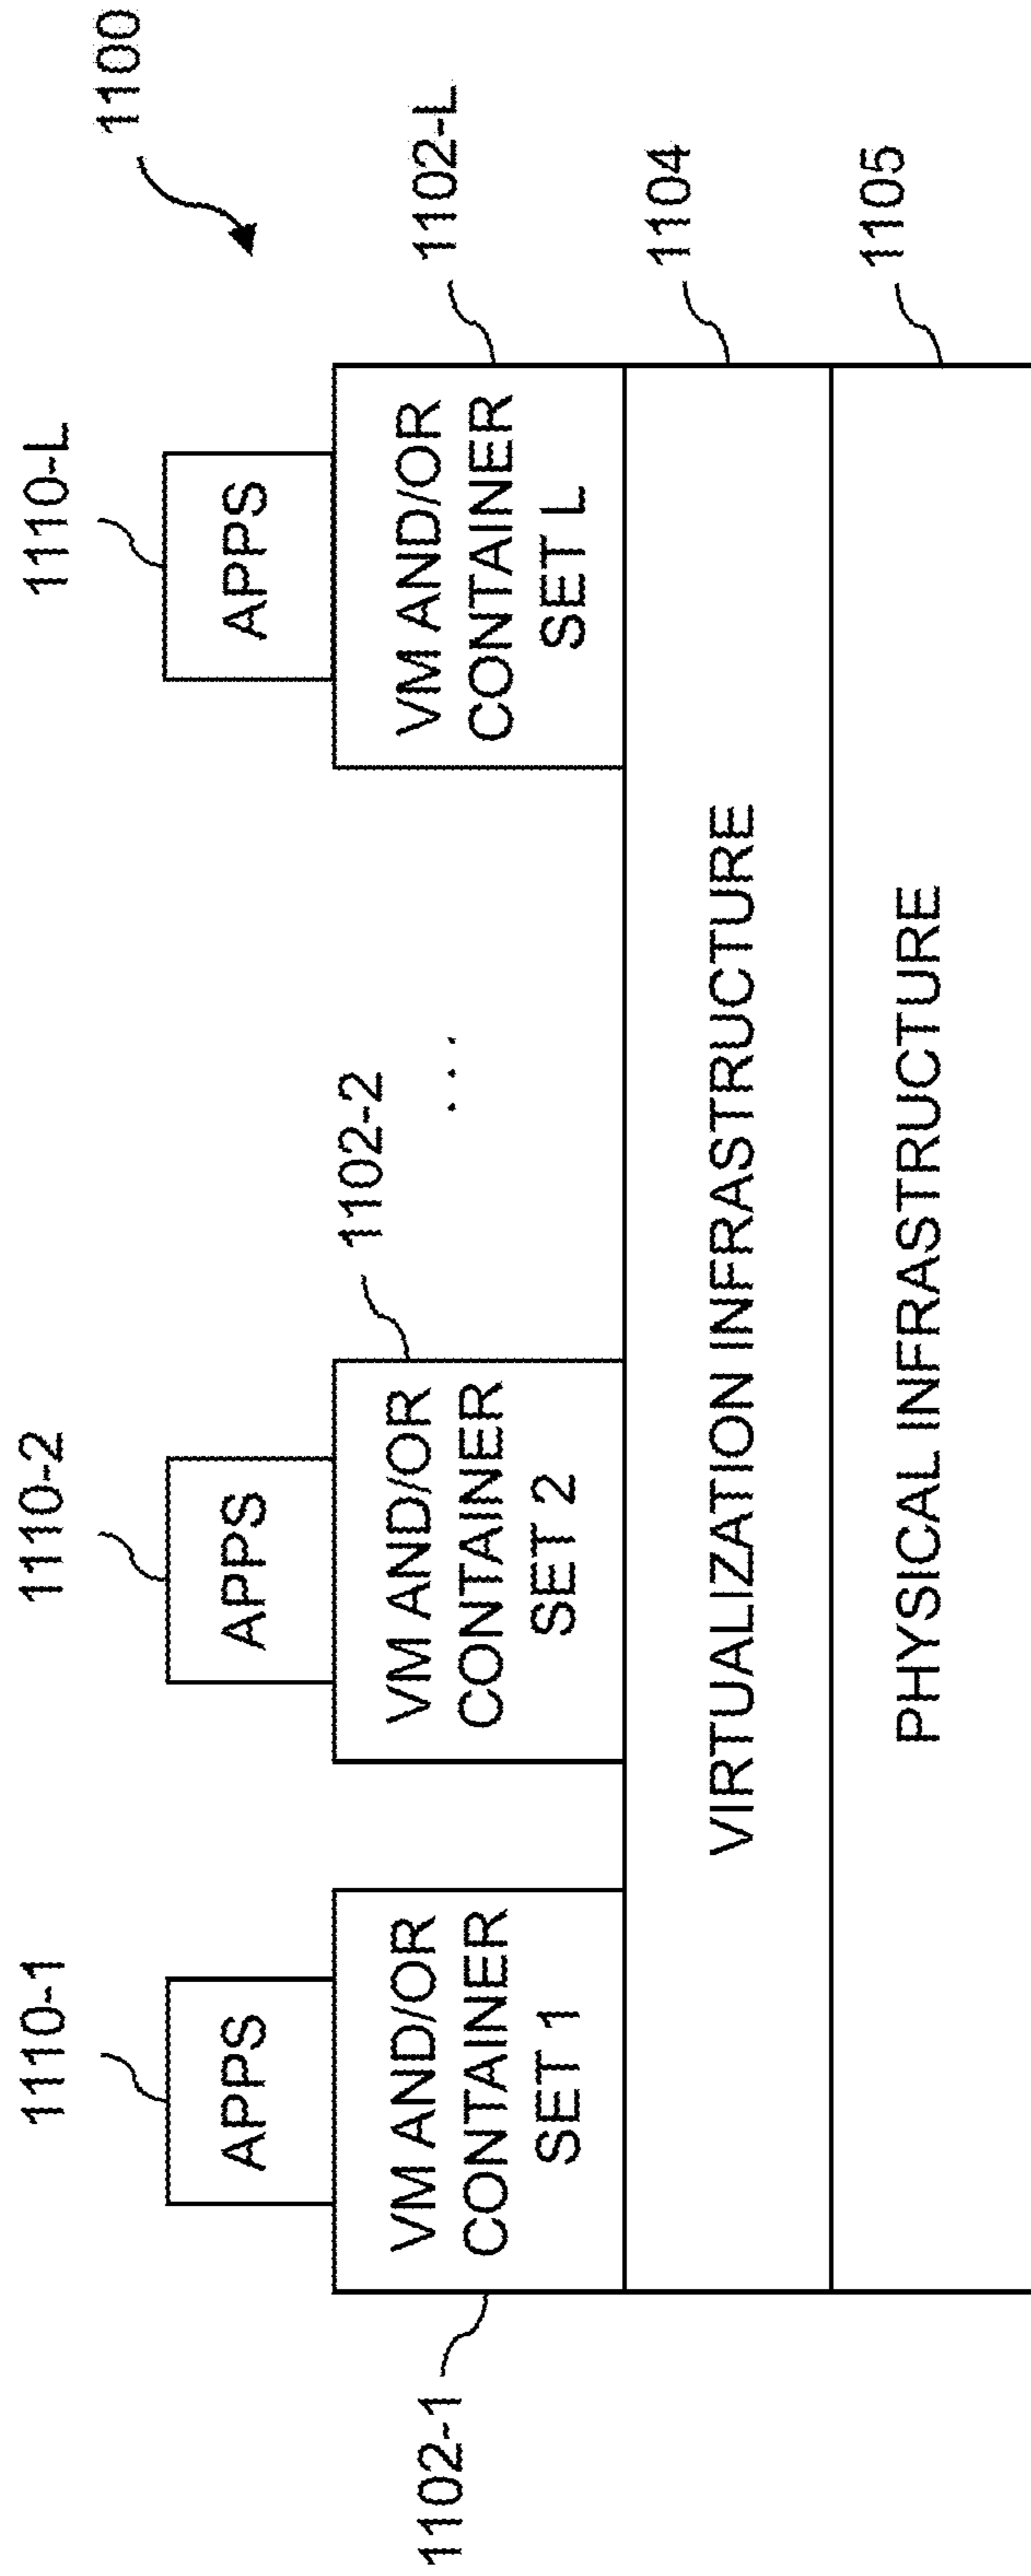 1100
1110-1
1110-2
1110-L
APPS
APPS
APPS
1102-1
VM AND/OR
CONTAINER
SET 1
1102-2
VM AND/OR
CONTAINER
SET 2
. . .
VM AND/OR
CONTAINER
SET L
1102-L
VIRTUALIZATION INFRASTRUCTURE
1104
PHYSICAL INFRASTRUCTURE
1105